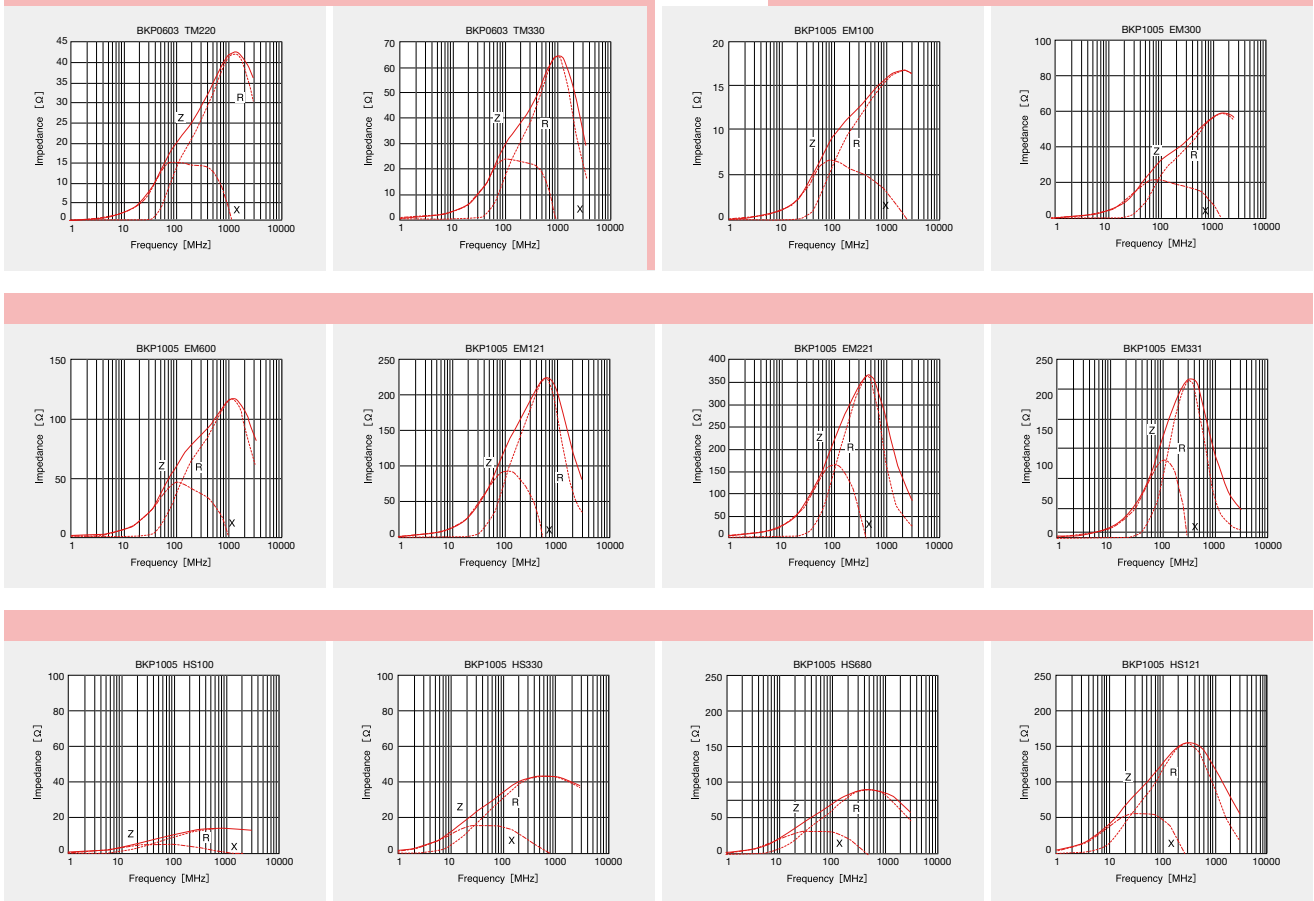 BKP0603 TM220
45
40
35
30
25
20
15
10
5
0
Impedance [Ω]
Z
R
X
1 10 100 1000 10000
Frequency [MHz]
BKP0603 TM330
70
60
50
40
30
20
10
0
Impedance [Ω]
Z
R
X
1 10 100 1000 10000
Frequency [MHz]
BKP1005 EM100
20
15
10
5
0
Impedance [Ω]
Z
R
X
1 10 100 1000 10000
Frequency [MHz]
BKP1005 EM300
100
80
60
40
20
0
Impedance [Ω]
Z
R
X
1 10 100 1000 10000
Frequency [MHz]
BKP1005 EM600
150
100
50
0
Impedance [Ω]
Z
R
X
1 10 100 1000 10000
Frequency [MHz]
BKP1005 EM121
250
200
150
100
50
0
Impedance [Ω]
Z
R
X
1 10 100 1000 10000
Frequency [MHz]
BKP1005 EM221
400
350
300
250
200
150
100
50
0
Impedance [Ω]
Z
R
X
1 10 100 1000 10000
Frequency [MHz]
BKP1005 EM331
250
200
150
100
50
0
Impedance [Ω]
Z
R
X
1 10 100 1000 10000
Frequency [MHz]
BKP1005 HS100
100
80
60
40
20
0
Impedance [Ω]
Z
R
X
1 10 100 1000 10000
Frequency [MHz]
BKP1005 HS330
100
80
60
40
20
0
Impedance [Ω]
Z
R
X
1 10 100 1000 10000
Frequency [MHz]
BKP1005 HS680
250
200
150
100
50
0
Impedance [Ω]
Z
R
X
1 10 100 1000 10000
Frequency [MHz]
BKP1005 HS121
250
200
150
100
50
0
Impedance [Ω]
Z
R
X
1 10 100 1000 10000
Frequency [MHz]